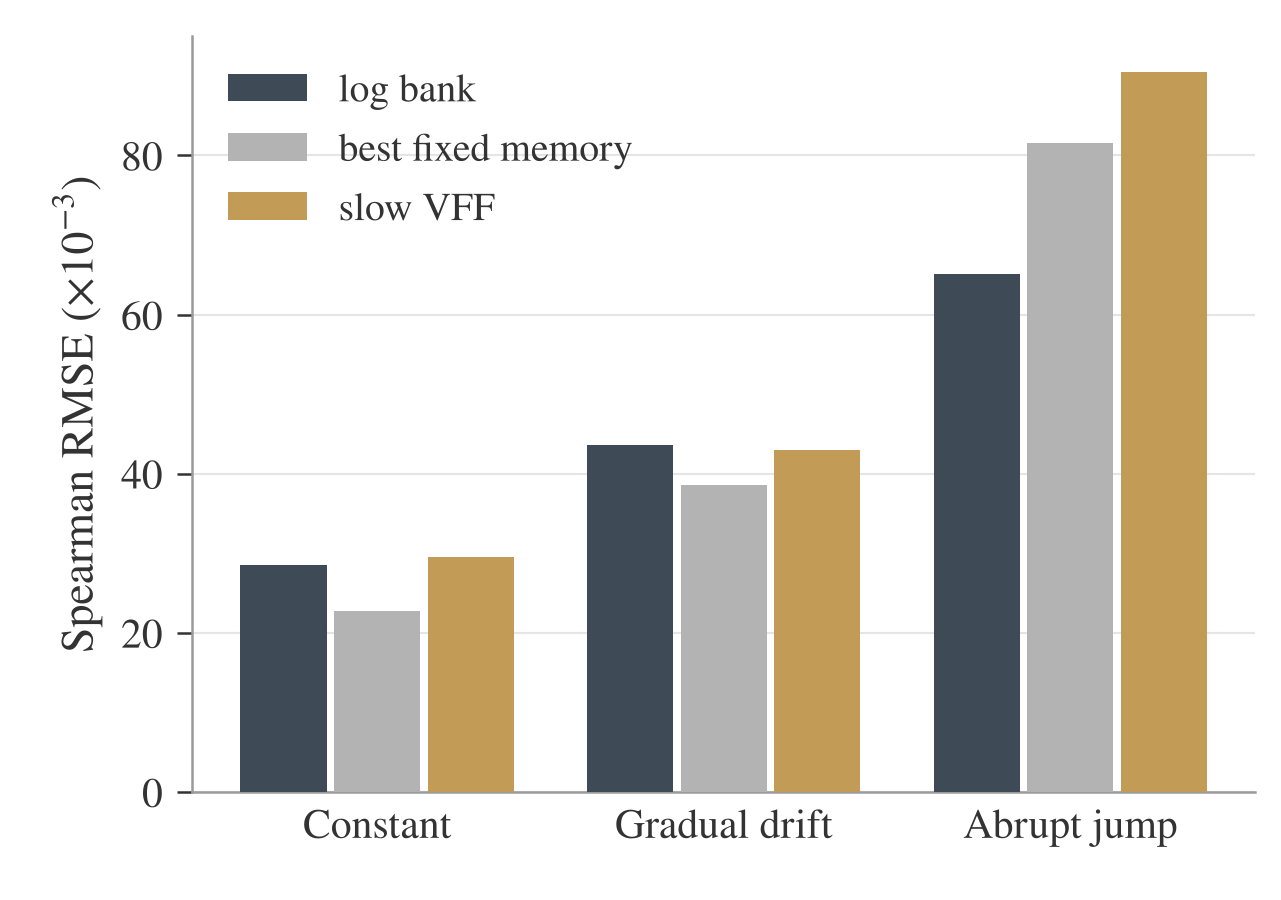 log bank
best fixed memory
slow VFF
Spearman RMSE (×10⁻³)
80
60
40
20
0
Constant
Gradual drift
Abrupt jump